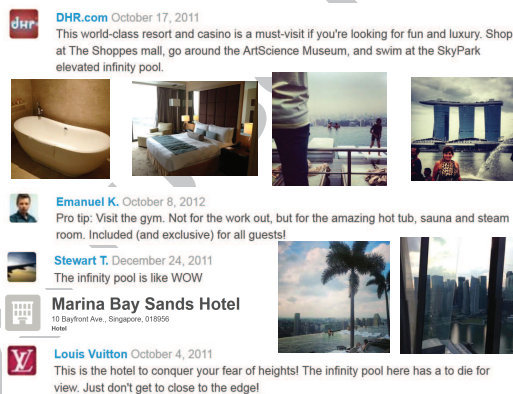 DHR.com October 17, 2011
This world-class resort and casino is a must-visit if you're looking for fun and luxury. Shop
at The Shoppes mall, go around the ArtScience Museum, and swim at the SkyPark
elevated infinity pool.
Emanuel K. October 8, 2012
Pro tip: Visit the gym. Not for the work out, but for the amazing hot tub, sauna and steam
room. Included (and exclusive) for all guests!
Stewart T. December 24, 2011
The infinity pool is like WOW
Marina Bay Sands Hotel
10 Bayfront Ave., Singapore, 018956
Hotel
Louis Vuitton October 4, 2011
This is the hotel to conquer your fear of heights! The infinity pool here has a to die for
view. Just don't get to close to the edge!